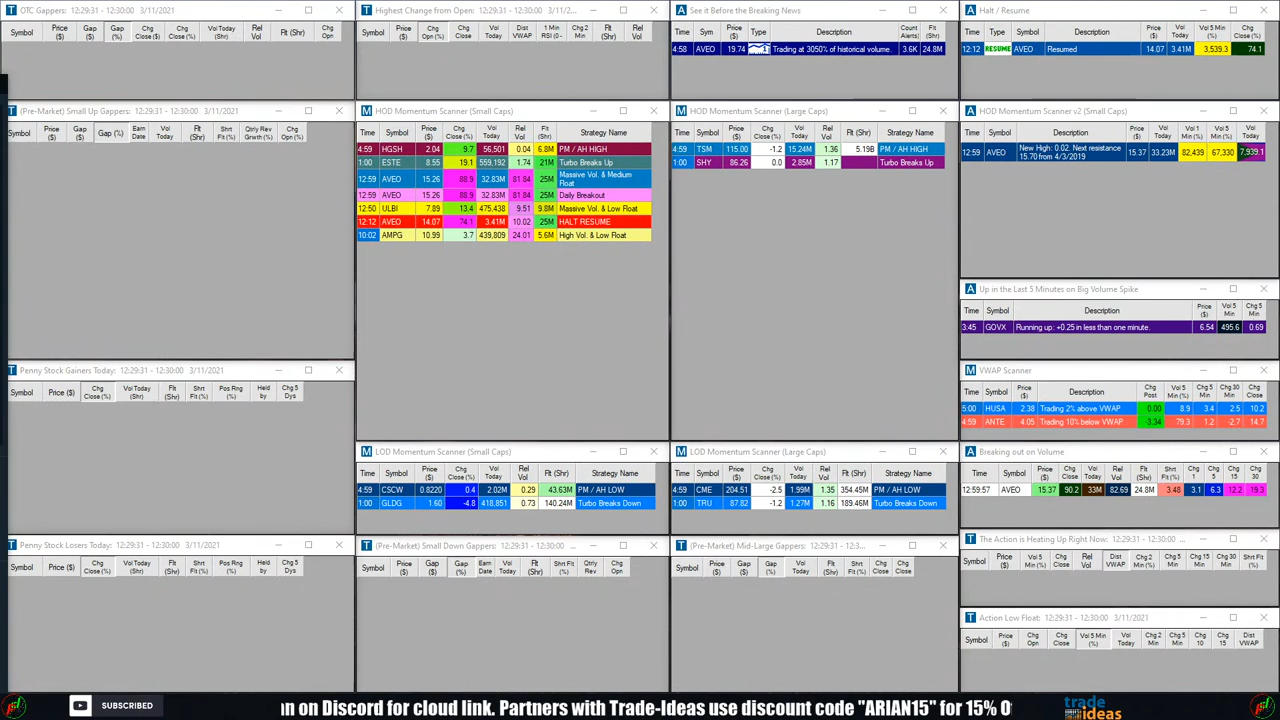 OTC Gappers: 12:29:31 - 12:30:00 3/11/2021
Symbol Price ($) Gap ($) Gap (%) Chg Close ($) Vol Today Rel Vol Flt (Shr) Chg Opn
Highest Change from Open: 12:29:31 - 12:30:00 3/11/2...
Symbol Price ($) Chg Opn (%) Vol Today Dist VWAP 1 Min RSI (0 - Chg 2 Min Flt (Shr) Rel Vol
See it Before the Breaking News
Time Sym Price ($) Type Description Count Alerts) Flt (Shr)
4:58 AVEO 19.74 Trading at 3050% of historical volume. 3.6K 24.8M
Halt / Resume
Time Type Symbol Description Price ($) Vol Today Vol 5 Min (%) Chg Close (%)
12:12 RESUME AVEO Resumed 14.07 3.41M 3,539.3 74.1
(Pre-Market) Small Up Gappers: 12:29:31 - 12:30:00 3/11/2021
Symbol Price ($) Gap ($) Gap (%) Earn Date Vol Today Flt (Shr) Shrt Flt (%) Qtrly Rev Grwth (%) Chg Opn (%)
HOD Momentum Scanner (Small Caps)
Time Symbol Price ($) Chg Close (%) Vol Today Rel Vol Flt (Shr) Strategy Name
4:59 HGSH 2.04 9.7 56,501 0.04 6.8M PM / AH HIGH
1:00 ESTE 8.55 19.1 559,192 1.74 21M Turbo Breaks Up
12:59 AVEO 15.26 88.9 32.83M 81.84 25M Massive Vol. & Medium Float
12:59 AVEO 15.26 88.9 32.83M 81.84 25M Daily Breakout
12:50 ULBI 7.89 13.4 475,438 9.51 9.8M Massive Vol. & Low Float
12:12 AVEO 14.07 74.1 3.41M 10.02 25M HALT RESUME
10:02 AMPG 10.99 3.7 439,809 24.01 5.6M High Vol. & Low Float
HOD Momentum Scanner (Large Caps)
Time Symbol Price ($) Chg Close (%) Vol Today Rel Vol Flt (Shr) Strategy Name
4:59 TSM 115.00 -1.2 15.24M 1.36 5.19B PM / AH HIGH
1:00 SHY 86.26 0.0 2.85M 1.17 Turbo Breaks Up
HOD Momentum Scanner v2 (Small Caps)
Time Symbol Description Price ($) Vol Today Vol 1 Min (%) Vol 5 Min (%) Vol Today
12:59 AVEO New High: 0.02. Next resistance 15.70 from 4/3/2019 15.37 33.23M 82,439 67,330 7,939.1
Up in the Last 5 Minutes on Big Volume Spike
Time Symbol Description Price ($) Vol 5 Min Chg 5 Min
3:45 GOVX Running up: +0.25 in less than one minute. 6.54 495.6 0.69
Penny Stock Gainers Today: 12:29:31 - 12:30:00 3/11/2021
Symbol Price ($) Chg Close (%) Vol Today (Shr) Flt (Shr) Shrt Flt (%) Pos Rng (%) Held by Chg 5 Dys
VWAP Scanner
Time Symbol Price ($) Description Chg Post Vol 5 Min (%) Chg 5 Min Chg 30 Min Chg Close
5:00 HUSA 2.38 Trading 2% above VWAP 0.00 8.9 3.4 2.5 10.2
4:59 ANTE 4.05 Trading 10% below VWAP -3.34 79.3 1.2 -2.7 14.7
LOD Momentum Scanner (Small Caps)
Time Symbol Price ($) Chg Close (%) Vol Today Rel Vol Flt (Shr) Strategy Name
4:59 CSCW 0.8220 0.4 2.02M 0.29 43.63M PM / AH LOW
1:00 GLDG 1.60 -4.8 418,851 0.73 140.24M Turbo Breaks Down
LOD Momentum Scanner (Large Caps)
Time Symbol Price ($) Chg Close (%) Vol Today Rel Vol Flt (Shr) Strategy Name
4:59 CME 204.51 -2.5 1.99M 1.35 354.45M PM / AH LOW
1:00 TRU 87.82 -1.2 1.27M 1.16 189.46M Turbo Breaks Down
Breaking out on Volume
Time Symbol Price ($) Chg Close Vol Today Rel Vol Flt (Shr) Shrt Flt (%) Chg 1 Chg 5 Chg 15 Chg 30
12:59:57 AVEO 15.37 90.2 33M 82.69 24.8M 3.48 3.1 6.3 12.2 19.3
Penny Stock Losers Today: 12:29:31 - 12:30:00 3/11/2021
Symbol Price ($) Chg Close (%) Vol Today (Shr) Flt (Shr) Shrt Flt (%) Pos Rng (%) Held by Chg 5 Dys
(Pre-Market) Small Down Gappers: 12:29:31 - 12:30:00 ...
Symbol Price ($) Gap ($) Gap (%) Earn Date Vol Today Flt (Shr) Shrt Flt (%) Qtrly Rev Chg Opn
(Pre-Market) Mid-Large Gappers: 12:29:31 - 12:3...
Symbol Price ($) Gap ($) Gap (%) Vol Today Flt (Shr) Shrt Flt (%) Chg Close Chg Close
The Action is Heating Up Right Now: 12:29:31 - 12:30:00 ...
Symbol Price ($) Vol 5 Min (%) Chg Close Rel Vol Dist VWAP Chg 2 Min (%) Chg 5 Min Chg 15 Min Chg 30 Min Shrt Flt (%)
Action Low Float: 12:29:31 - 12:30:00 3/11/2021
Symbol Price ($) Chg Opn Chg Close Vol 5 Min (%) Vol Today Chg 2 Min Chg 5 Min Chg 10 Chg 15 Dist VWAP
SUBSCRIBED
n on Discord for cloud link. Partners with Trade-Ideas use discount code "ARIAN15" for 15% O
trade ideas